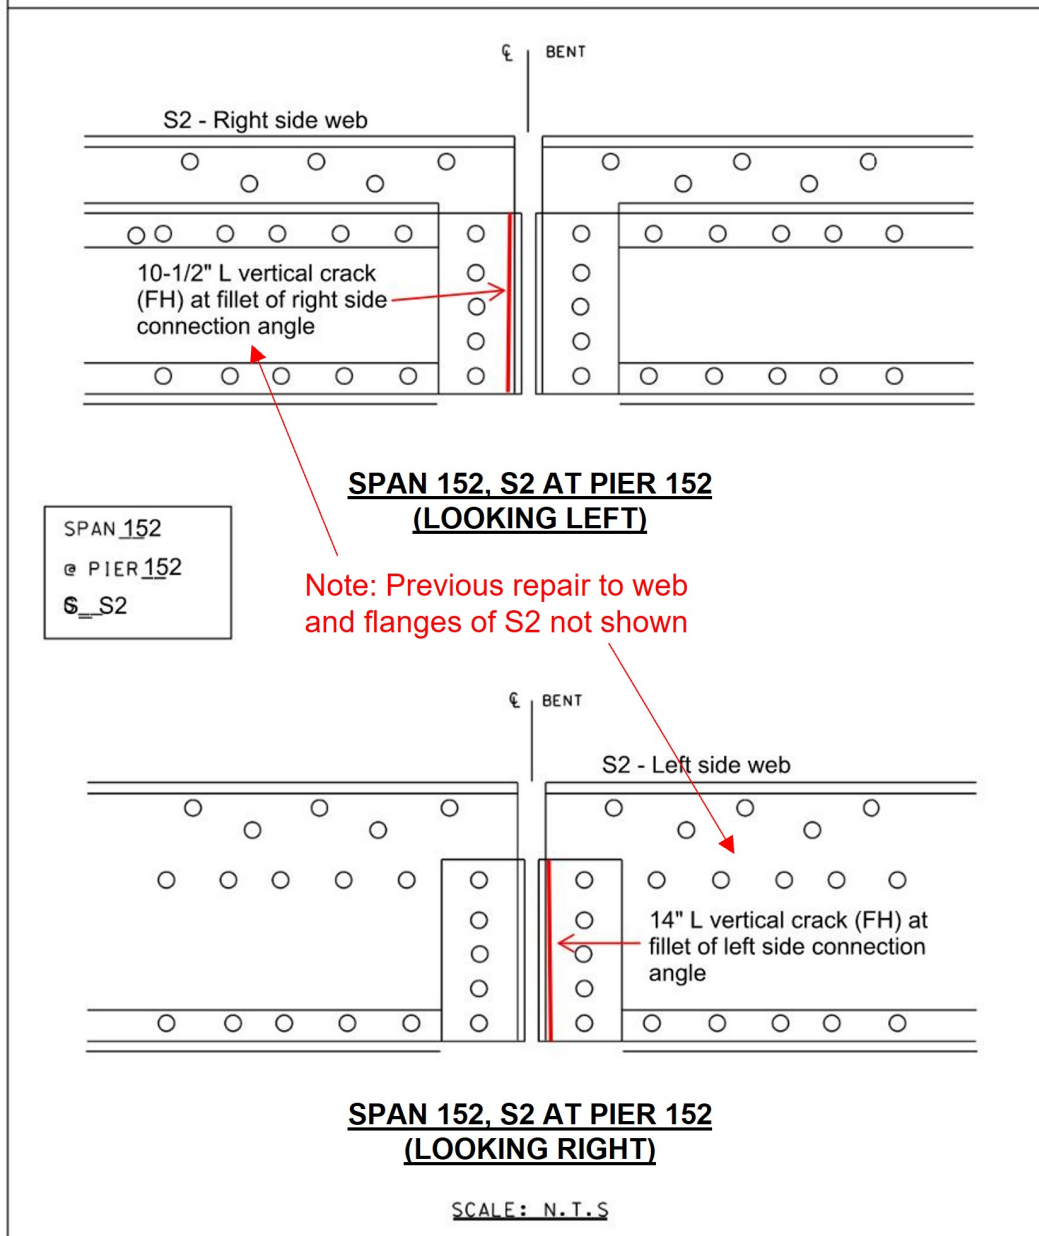 ℄ BENT
S2 - Right side web
10-1/2" L vertical crack
(FH) at fillet of right side
connection angle
SPAN 152, S2 AT PIER 152
(LOOKING LEFT)
SPAN 152
@ PIER 152
S__S2
Note: Previous repair to web
and flanges of S2 not shown
℄ BENT
S2 - Left side web
14" L vertical crack (FH) at
fillet of left side connection
angle
SPAN 152, S2 AT PIER 152
(LOOKING RIGHT)
SCALE: N.T.S